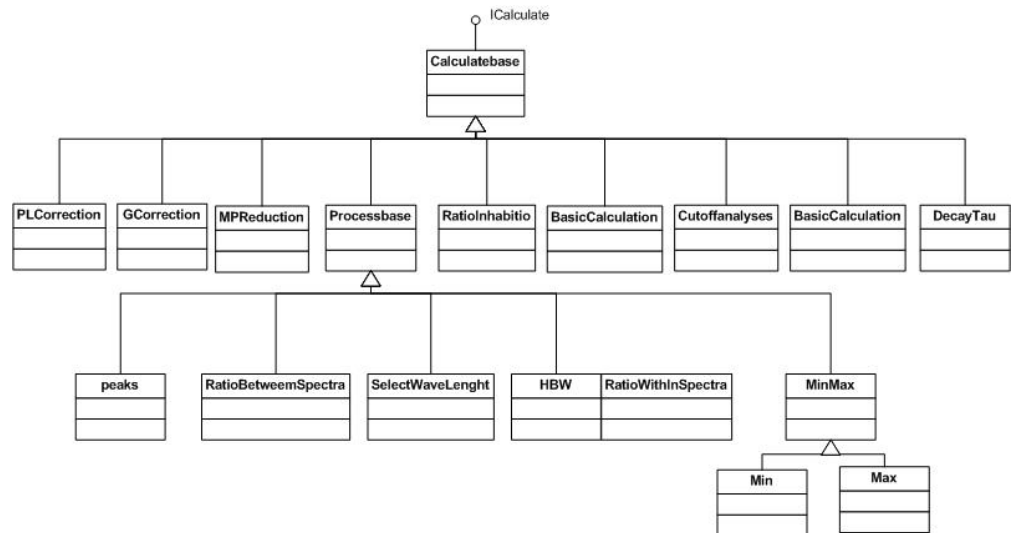 ICalculate
Calculatebase
PLCorrection
GCorrection
MPReduction
Processbase
RatioInhabitio
BasicCalculation
Cutoffanalyses
BasicCalculation
DecayTau
peaks
RatioBetweemSpectra
SelectWaveLenght
HBW
RatioWithInSpectra
MinMax
Min
Max